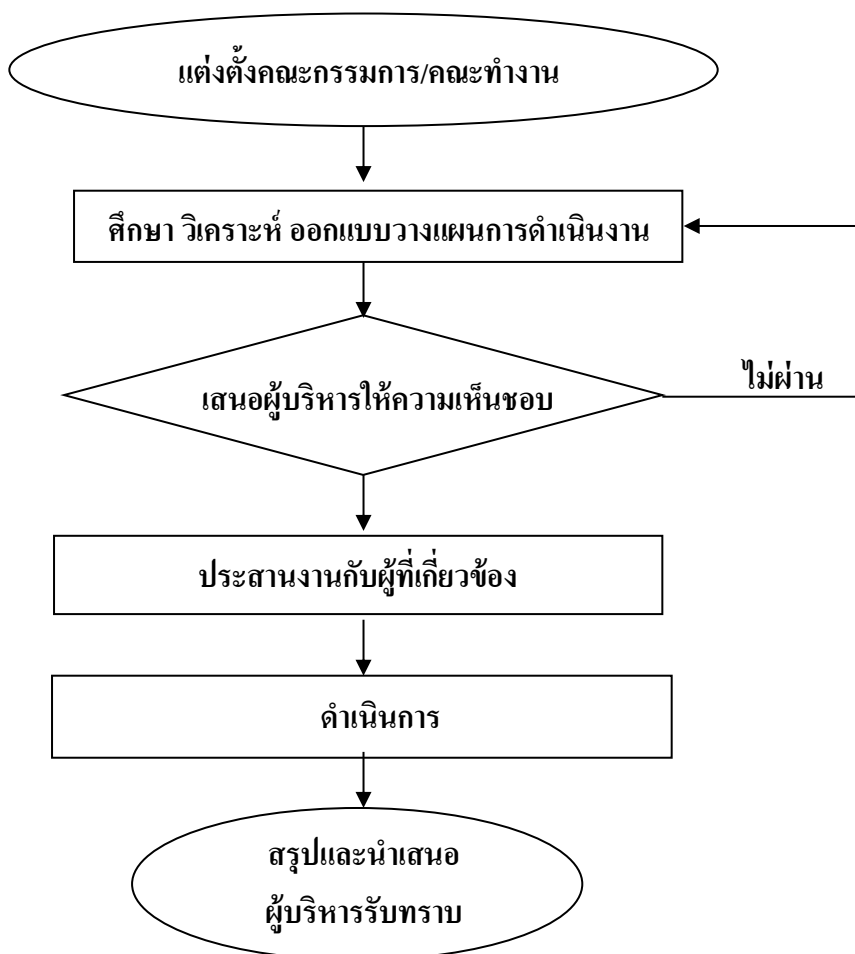 แต่งตั้งคณะกรรมการ/คณะทำงาน
ศึกษา วิเคราะห์ ออกแบบวางแผนการดำเนินงาน
ไม่ผ่าน
เสนอผู้บริหารให้ความเห็นชอบ
ประสานงานกับผู้ที่เกี่ยวข้อง
ดำเนินการ
สรุปและนำเสนอ
ผู้บริหารรับทราบ